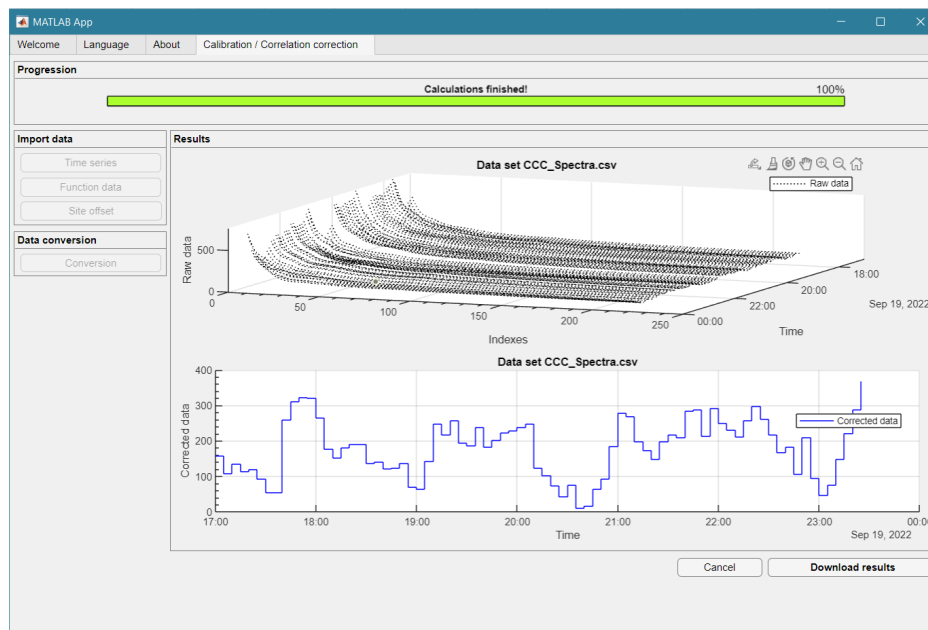 MATLAB App
Welcome Language About Calibration / Correlation correction
Progression
Calculations finished! 100%
Import data
Time series
Function data
Site offset
Data conversion
Conversion
Results
Data set CCC_Spectra.csv
Raw data
Raw data
500
0
0 50 100 150 200 250
Indexes
00:00 22:00 20:00 18:00
Sep 19, 2022
Time
Data set CCC_Spectra.csv
Corrected data
400
300
200
100
0
Corrected data
17:00 18:00 19:00 20:00 21:00 22:00 23:00
Time
Sep 19, 2022
Cancel Download results